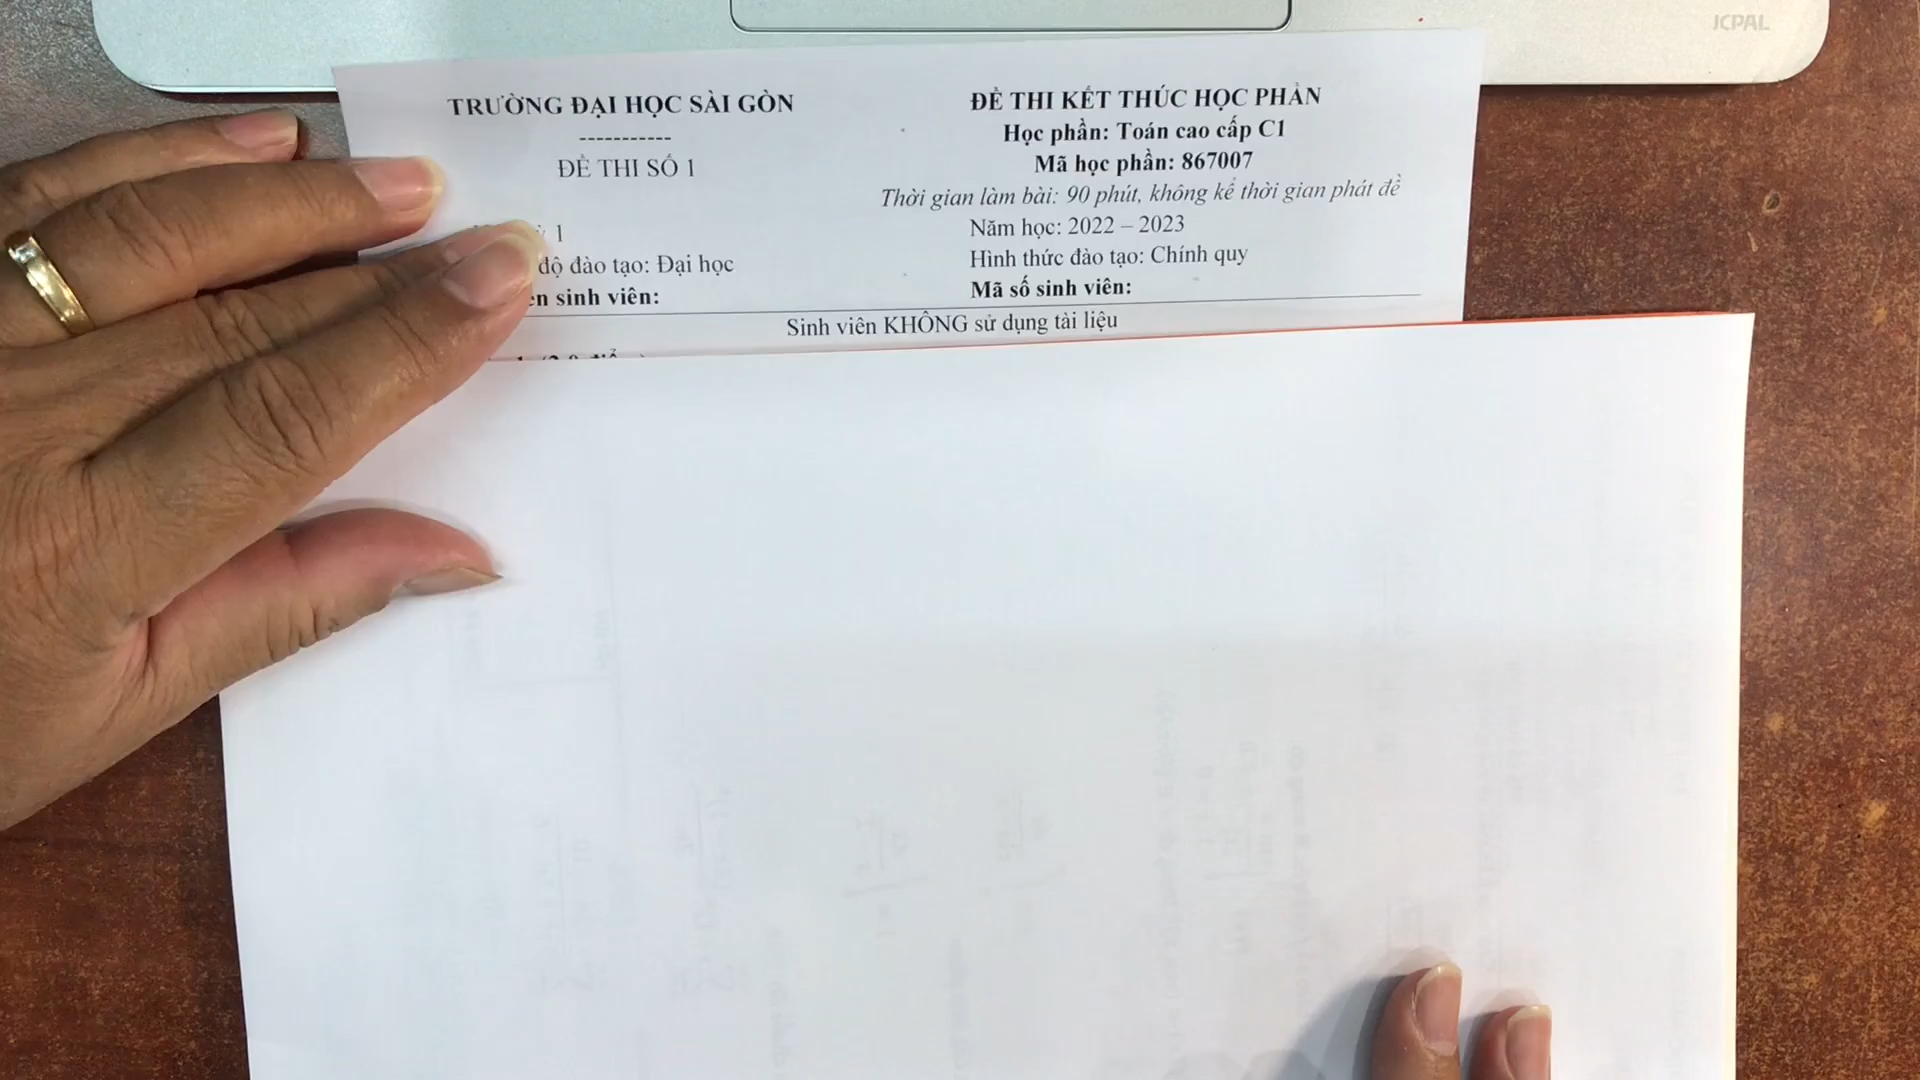 JCPAL
TRƯỜNG ĐẠI HỌC SÀI GÒN
-----------
ĐỀ THI SỐ 1
1
độ đào tạo: Đại học
ên sinh viên:
ĐỀ THI KẾT THÚC HỌC PHẦN
Học phần: Toán cao cấp C1
Mã học phần: 867007
Thời gian làm bài: 90 phút, không kể thời gian phát đề
Năm học: 2022 – 2023
Hình thức đào tạo: Chính quy
Mã số sinh viên:
Sinh viên KHÔNG sử dụng tài liệu